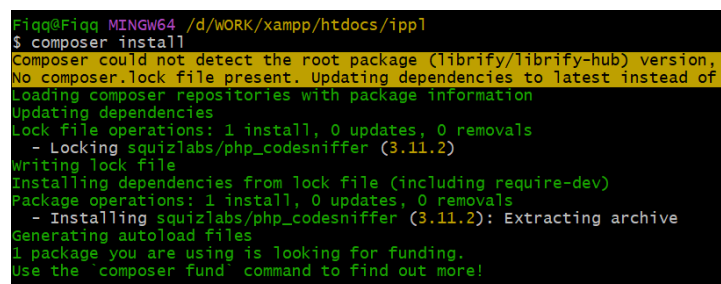 Fiqq@Fiqq MINGW64 /d/WORK/xampp/htdocs/ippl
$ composer install
Composer could not detect the root package (librify/librify-hub) version,
No composer.lock file present. Updating dependencies to latest instead of
Loading composer repositories with package information
Updating dependencies
Lock file operations: 1 install, 0 updates, 0 removals
  - Locking squizlabs/php_codesniffer (3.11.2)
Writing lock file
Installing dependencies from lock file (including require-dev)
Package operations: 1 install, 0 updates, 0 removals
  - Installing squizlabs/php_codesniffer (3.11.2): Extracting archive
Generating autoload files
1 package you are using is looking for funding.
Use the `composer fund` command to find out more!